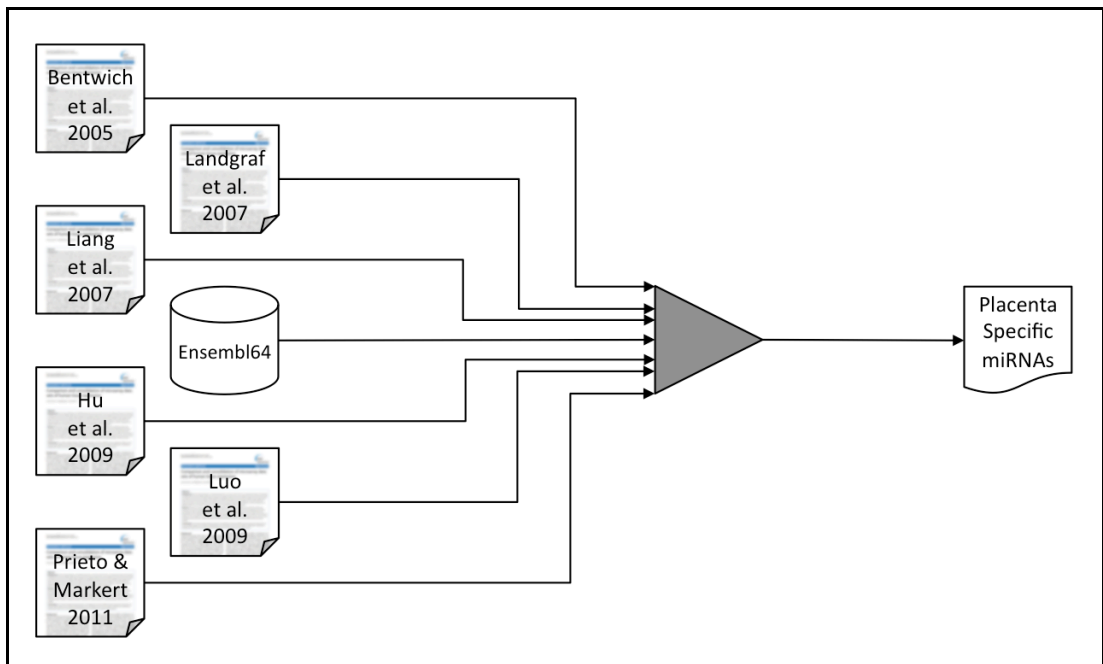 Bentwich
et al.
2005
Landgraf
et al.
2007
Liang
et al.
2007
Ensembl64
Hu
et al.
2009
Luo
et al.
2009
Prieto &
Markert
2011
Placenta
Specific
miRNAs